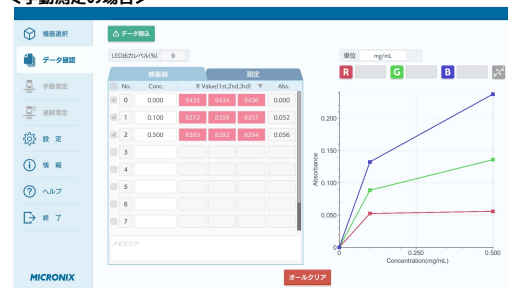 <手動測定の場合>
機器選択
データ読込
LED出力レベル(%) 9
単位 mg/mL
データ確認
R G B
検量線 測定
No. Conc. R Value(1st,2nd,3rd) ▼ Abs.
手動測定
0 0.000 9435 9434 9436 0.000
連続測定
1 0.100 8372 8359 8357 0.052
2 0.500 8303 8292 8294 0.056
設 定
3
4
情 報
5
ヘルプ
6
終 了
7
メモエリア
Absorbance
0.200
0.150
0.100
0.050
0
0 0.250 0.500
Concentration(mg/mL)
MICRONIX
オールクリア